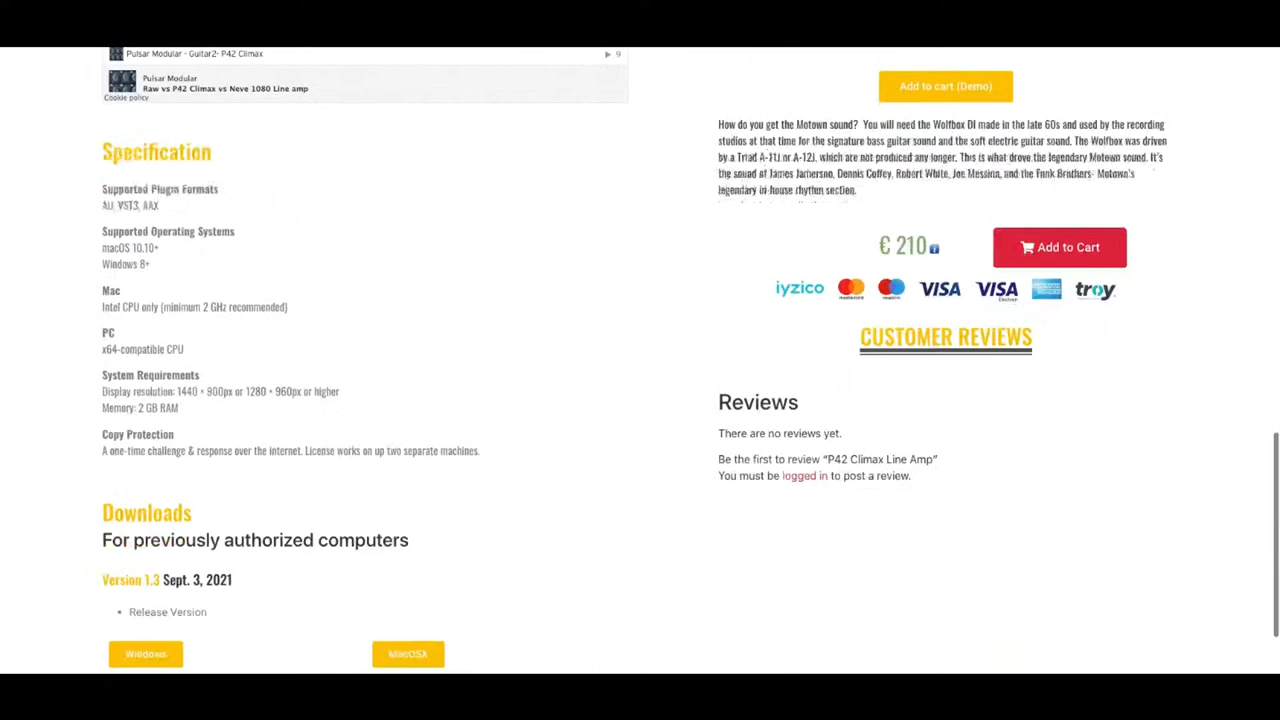 Pulsar Modular - Guitar2- P42 Climax
9
Pulsar Modular
Raw vs P42 Climax vs Neve 1080 Line amp
Cookie policy
Specification
Supported Plugin Formats
AU, VST3, AAX
Supported Operating Systems
macOS 10.10+
Windows 8+
Mac
Intel CPU only (minimum 2 GHz recommended)
PC
x64-compatible CPU
System Requirements
Display resolution: 1440 × 900px or 1280 × 960px or higher
Memory: 2 GB RAM
Copy Protection
A one-time challenge & response over the internet. License works on up two separate machines.
Downloads
For previously authorized computers
Version 1.3 Sept. 3, 2021
• Release Version
Windows
MacOSX
Add to cart (Demo)
How do you get the Motown sound? You will need the Wolfbox DI made in the late 60s and used by the recording
studios at that time for the signature bass guitar sound and the soft electric guitar sound. The Wolfbox was driven
by a Triad A-11J or A-12J, which are not produced any longer. This is what drove the legendary Motown sound. It's
the sound of James Jamerson, Dennis Coffey, Robert White, Joe Messina, and the Funk Brothers- Motown's
legendary in-house rhythm section.
€ 210
Add to Cart
iyzico mastercard maestro VISA VISA Electron troy
CUSTOMER REVIEWS
Reviews
There are no reviews yet.
Be the first to review “P42 Climax Line Amp”
You must be logged in to post a review.